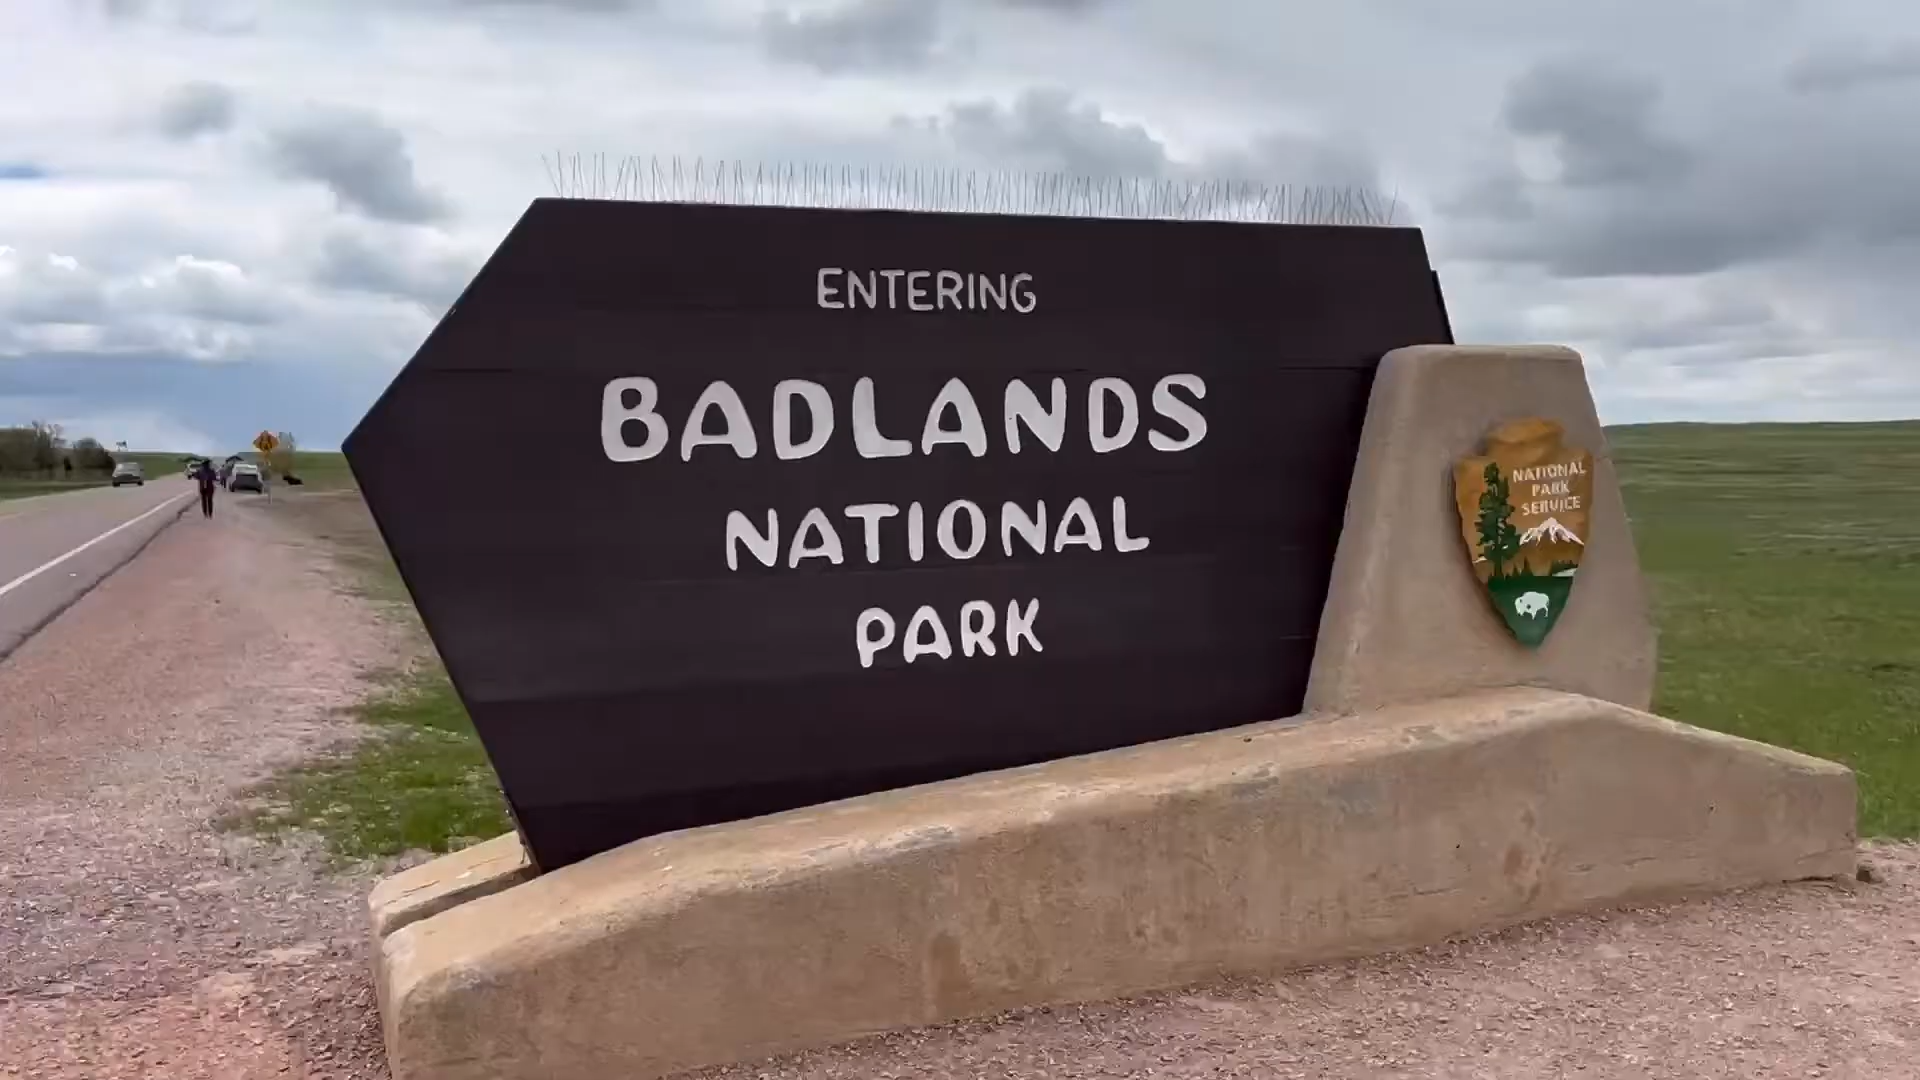 ENTERING
BADLANDS
NATIONAL
PARK
NATIONAL
PARK
SERVICE